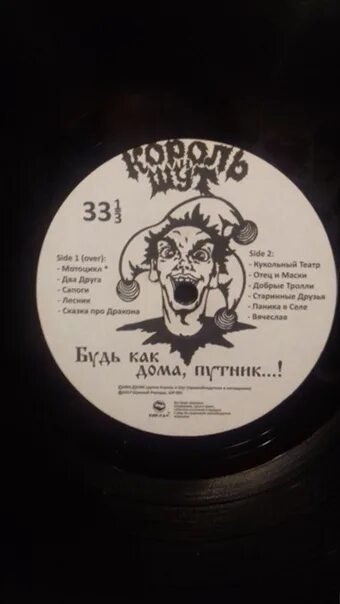 Король и Шут
33 1/3
Side 1 (over):
- Мотоцикл *
- Два Друга
- Сапоги
- Лесник
- Сказка про Дракона
Side 2:
- Кукольный Театр
- Отец и Маски
- Добрые Тролли
- Старинные Друзья
- Паника в Селе
- Вячеслав
Будь как
дома, путник...!